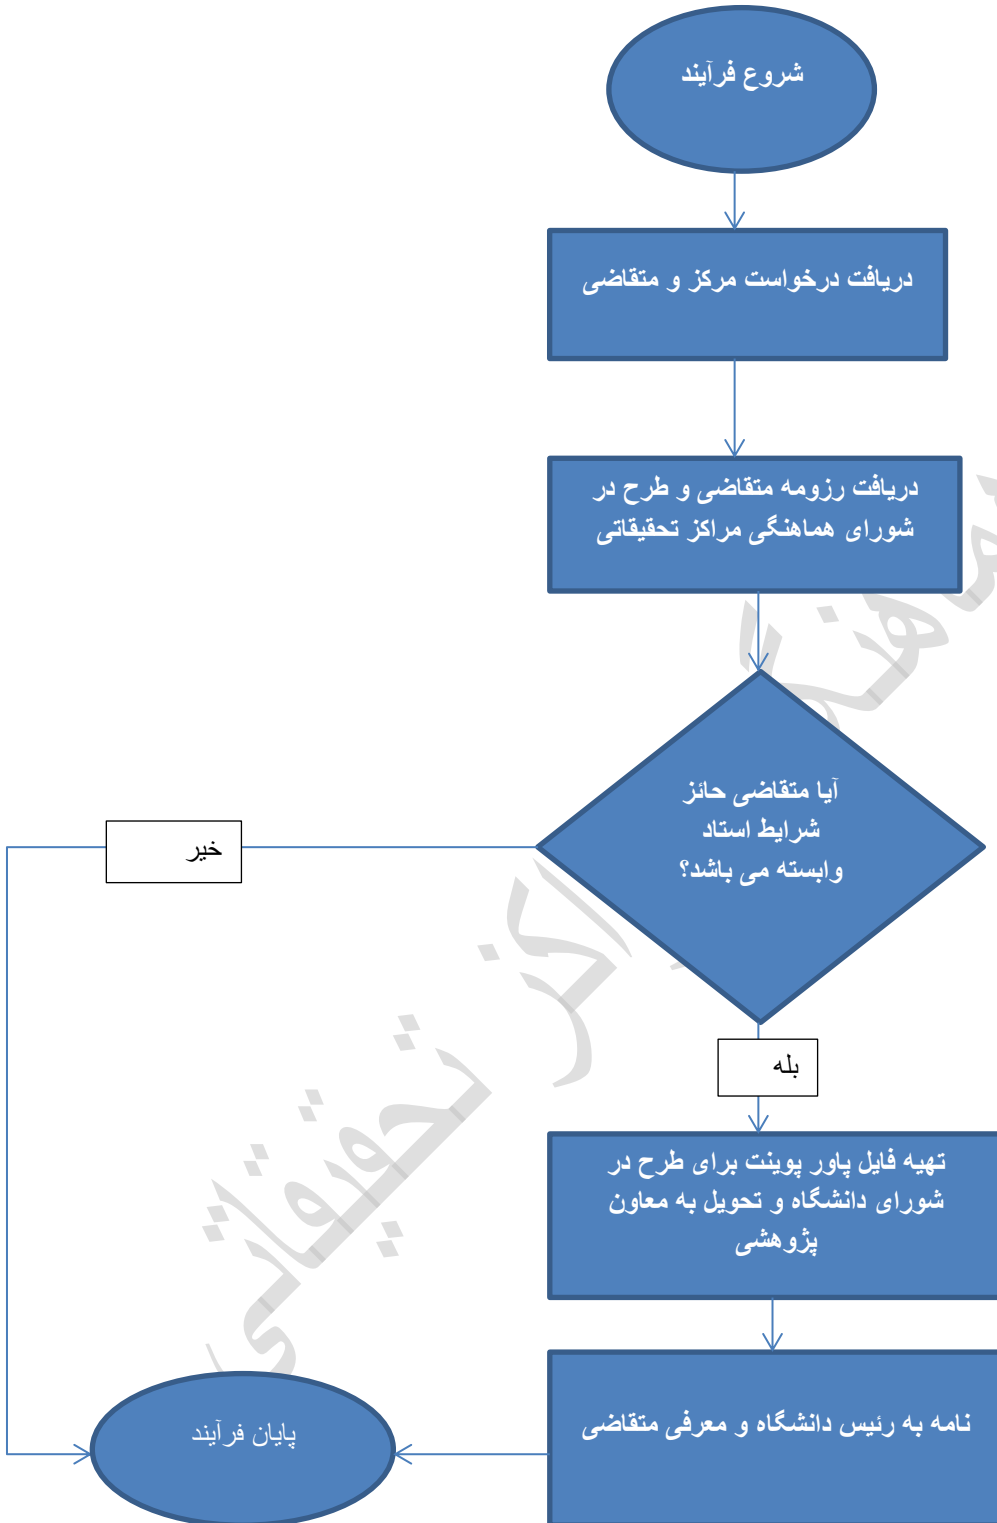 شروع فرآیند
دریافت درخواست مرکز و متقاضی
دریافت رزومه متقاضی و طرح در
شورای هماهنگی مراکز تحقیقاتی
آیا متقاضی حائز
شرایط استاد
وابسته می باشد؟
خیر
بله
تهیه فایل پاور پوینت برای طرح در
شورای دانشگاه و تحویل به معاون
پژوهشی
نامه به رئیس دانشگاه و معرفی متقاضی
پایان فرآیند
تحقیقاتی